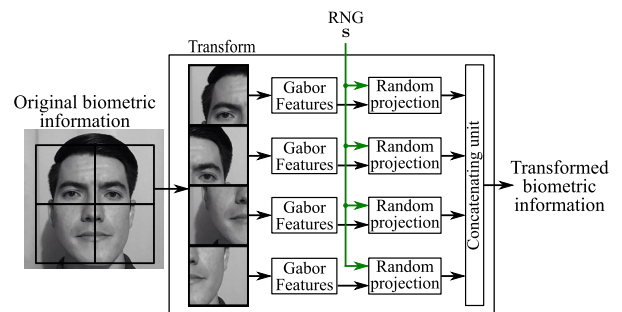 RNG
s
Transform
Original biometric
information
Gabor
Features
Random
projection
Gabor
Features
Random
projection
Gabor
Features
Random
projection
Gabor
Features
Random
projection
Concatenating unit
Transformed
biometric
information